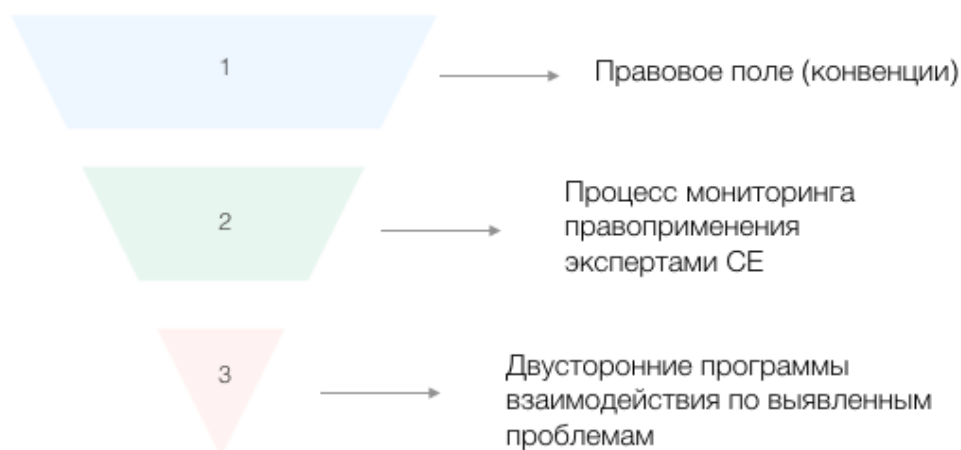 1
Правовое поле (конвенции)
2
Процесс мониторинга
правоприменения
экспертами СЕ
3
Двусторонние программы
взаимодействия по выявленным
проблемам